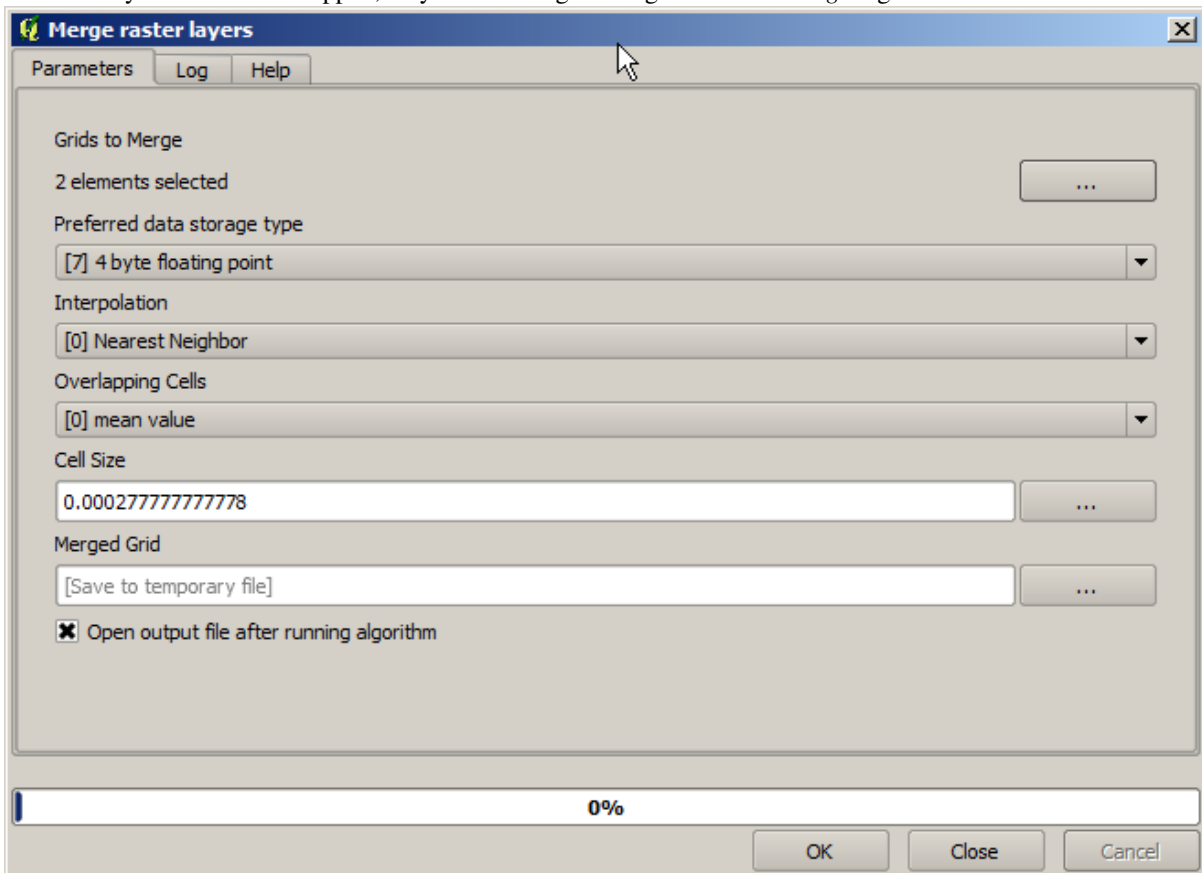 Merge raster layers
Parameters Log Help
Grids to Merge
2 elements selected
...
Preferred data storage type
[7] 4 byte floating point
Interpolation
[0] Nearest Neighbor
Overlapping Cells
[0] mean value
Cell Size
0.000277777777778
...
Merged Grid
[Save to temporary file]
...
Open output file after running algorithm
0%
OK Close Cancel